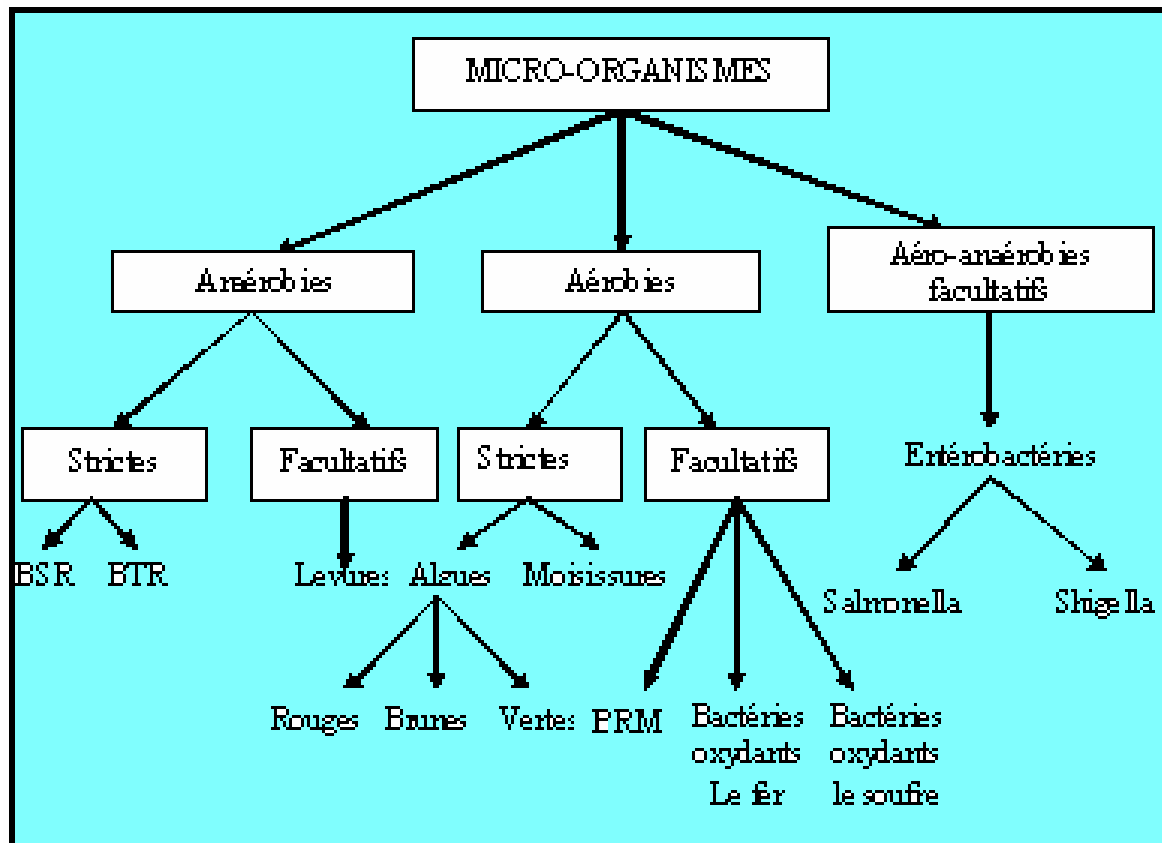 MICRO-ORGANISMES
Anaérobies
Aérobies
Aéro-anaérobies
facultatifs
Strictes
Facultatifs
Strictes
Facultatifs
Entérobactéries
BSR
BTR
Levures
Algues
Moisissures
Salmonella
Shigella
Rouges
Brunes
Vertes
BRM
Bactéries
oxydants
Le fer
Bactéries
oxydants
le soufre